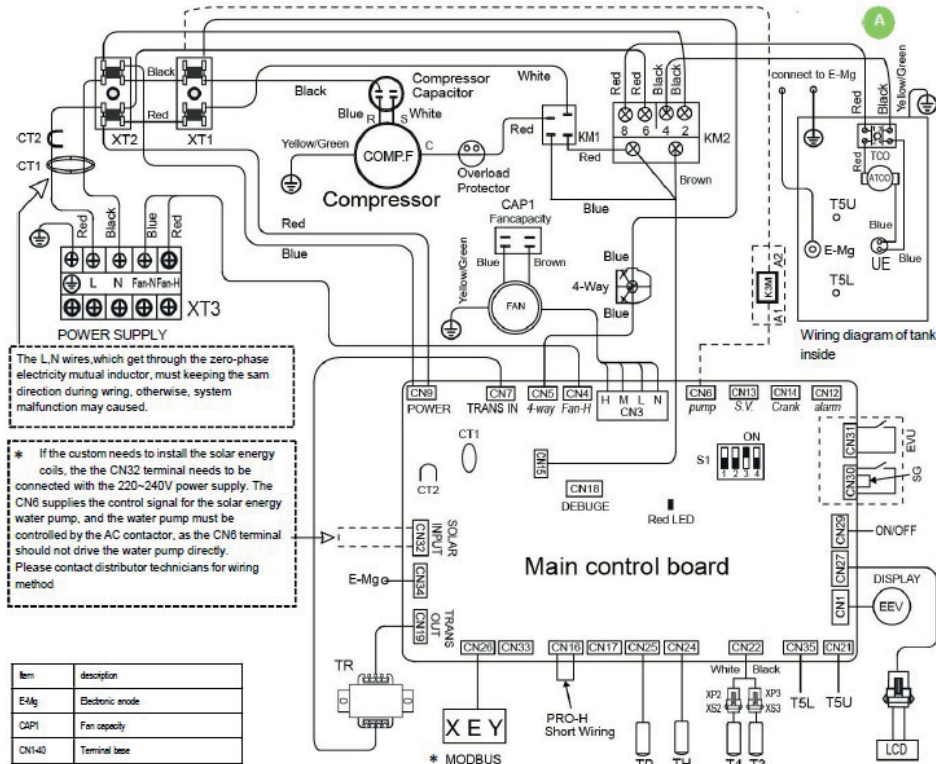 A
Black
Red
XT2
XT1
CT2
CT1
Red
Black
Blue
Red
L
N
Fan-N
Fan-H
XT3
POWER SUPPLY
Black
Compressor
Capacitor
Blue
R
S
White
Yellow/Green
COMP.F
C
Compressor
Overload
Protector
Red
White
KM1
Red
Blue
Red
Red
Black
Black
8
6
4
2
KM2
Brown
Red
Blue
CAP1
Fancapacity
Blue
Brown
Yellow/Green
FAN
Blue
4-Way
Blue
K3M
A2
A1
connect to E-Mg
Red
Black
Yellow/Green
TCO
Red
ATCO
T5U
Blue
E-Mg
UE
Blue
T5L
Wiring diagram of tank
inside
The L,N wires,which get through the zero-phase
electricity mutual inductor, must keeping the sam
direction during wring, otherwise, system
malfunction may caused.
* If the custom needs to install the solar energy
coils, the the CN32 terminal needs to be
connected with the 220~240V power supply. The
CN6 supplies the control signal for the solar energy
water pump, and the water pump must be
controlled by the AC contactor, as the CN6 terminal
should not drive the water pump directly.
Please contact distributor technicians for wiring
method
CN9
POWER
CN7
TRANS IN
CN5
4-way
CN4
Fan-H
H M L N
CN3
CN6
pump
CN13
S.V.
CN14
Crank
CN12
alarm
CT1
CT2
CN15
CN18
DEBUGE
S1
ON
1 2 3 4
Red LED
CN31
EVU
CN30
SG
CN29
ON/OFF
CN27
CN1
DISPLAY
EEV
Main control board
SOLAR
INPUT
CN32
E-Mg
CN34
TRANS
OUT
CN19
TR
CN26
CN33
CN16
CN17
CN25
CN24
CN22
CN35
CN21
White
Black
XP2
XS2
XP3
XS3
T5L
T5U
XEY
* MODBUS
PRO-H
Short Wiring
TP
TH
T4
T3
LCD
Item description
E-Mg Electronic anode
CAP1 Fan capacity
CN1-40 Terminal base